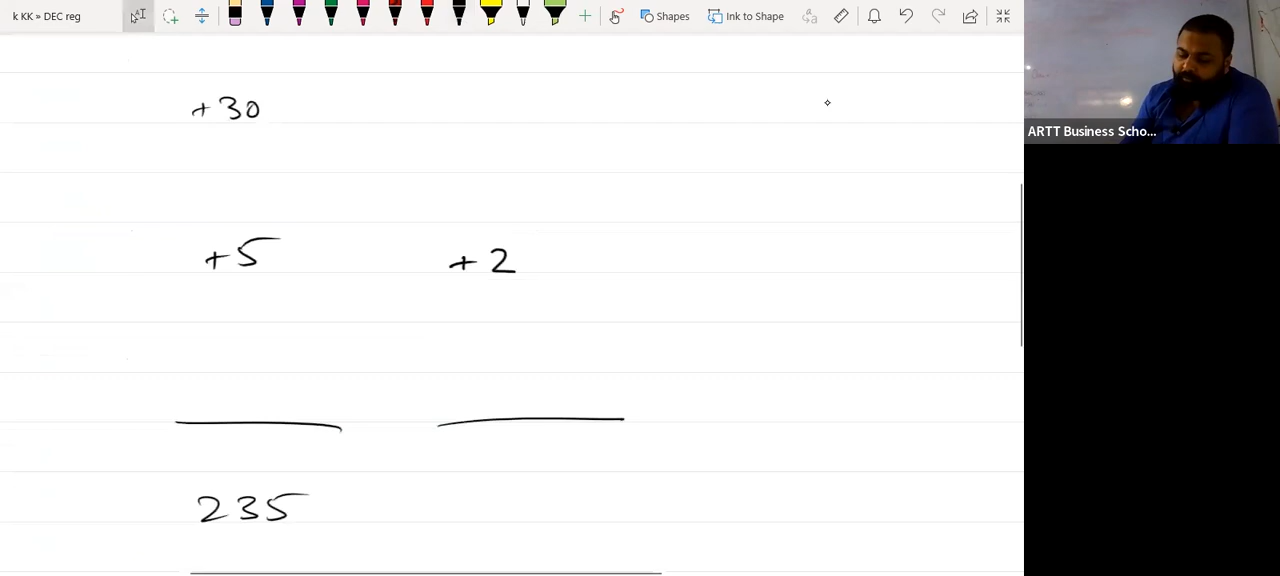 k KK » DEC reg
Shapes
Ink to Shape
+30
+5 +2
235
ARTT Business Scho...